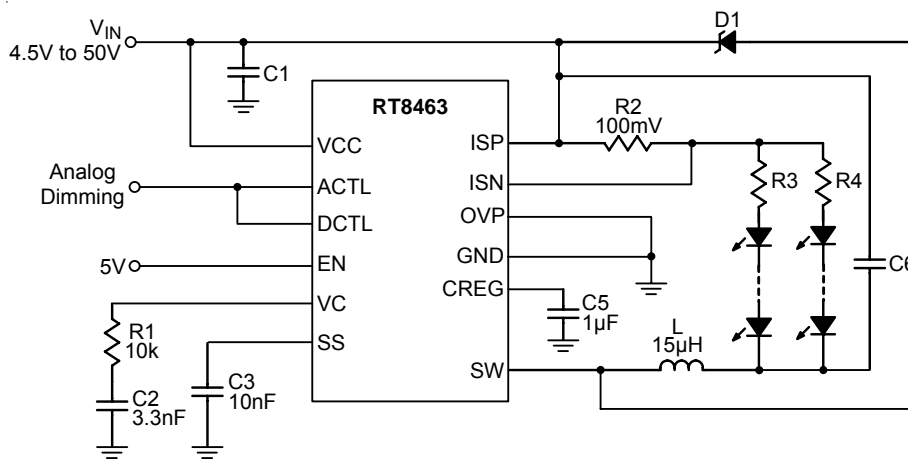 V_IN
4.5V to 50V
D1
C1
RT8463
R2
100mV
VCC
ISP
Analog
Dimming
ACTL
ISN
R3
R4
DCTL
OVP
5V
EN
GND
C6
VC
CREG
C5
1µF
R1
10k
SS
L
15µH
C3
10nF
SW
C2
3.3nF